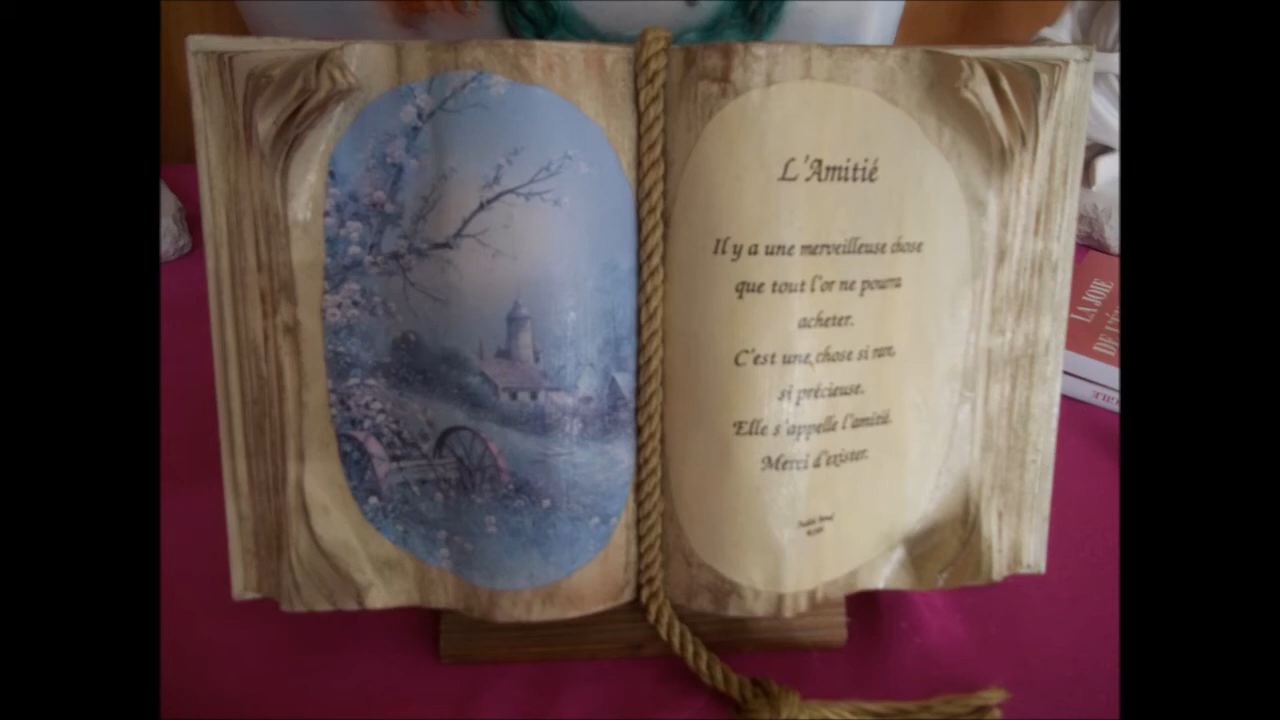 L'Amitié
Il y a une merveilleuse chose
que tout l'or ne pourra
acheter.
C'est une chose si rare,
si précieuse.
Elle s'appelle l'amitié.
Merci d'exister.
LA JOIE